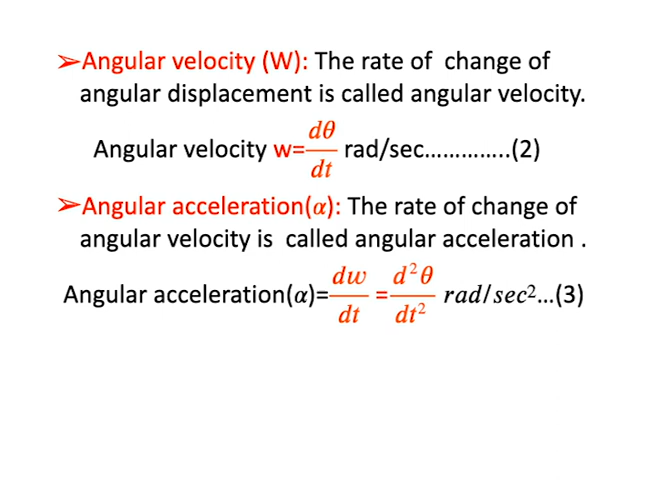 ➢Angular velocity (W): The rate of change of
angular displacement is called angular velocity.
Angular velocity w=dθ/dt rad/sec..............(2)
➢Angular acceleration(α): The rate of change of
angular velocity is called angular acceleration .
Angular acceleration(α)=dw/dt =d²θ/dt² rad/sec²...(3)